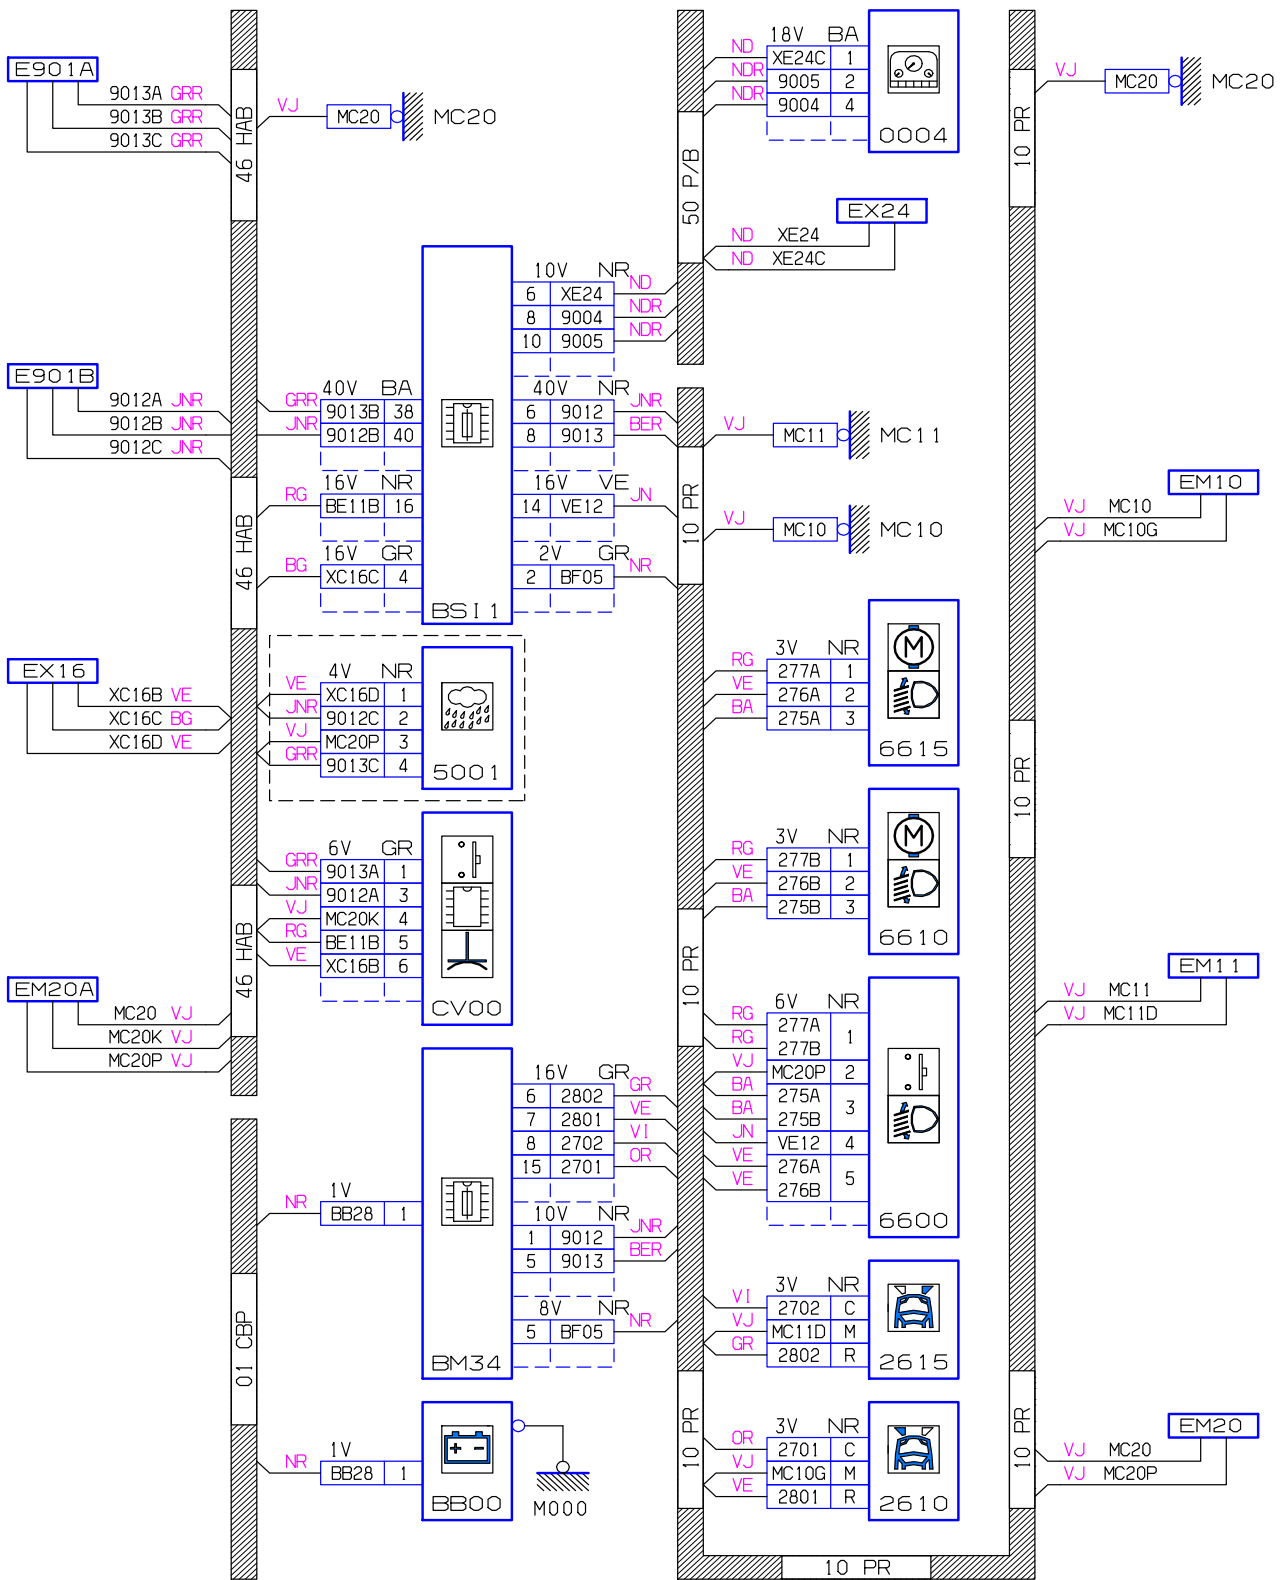 E901A
9013A GRR
9013B GRR
9013C GRR
46 HAB
VJ MC20 MC20
E901B
9012A JNR
9012B JNR
9012C JNR
46 HAB
EX16
XC16B VE
XC16C BG
XC16D VE
46 HAB
EM20A
MC20 VJ
MC20K VJ
MC20P VJ
01 CBP
40V BA
GRR 9013B 38
JNR 9012B 40
16V NR
RG BE11B 16
16V GR
BG XC16C 4
BSI1
10V NR
6 XE24 ND
8 9004 NDR
10 9005 NDR
40V NR
6 9012 JNR
8 9013 BER
16V VE
14 VE12 JN
2V GR
2 BF05 NR
4V NR
VE XC16D 1
JNR 9012C 2
VJ MC20P 3
GRR 9013C 4
5001
6V GR
GRR 9013A 1
JNR 9012A 3
VJ MC20K 4
RG BE11B 5
VE XC16B 6
CV00
16V GR
6 2802 GR
7 2801 VE
8 2702 VI
15 2701 OR
10V NR
1 9012 JNR
5 9013 BER
8V NR
5 BF05 NR
1V
NR BB28 1
BM34
1V
NR BB28 1
BB00
+ -
M000
50 P/B
18V BA
ND XE24C 1
NDR 9005 2
NDR 9004 4
0004
EX24
ND XE24
ND XE24C
10 PR
VJ MC11 MC11
VJ MC10 MC10
3V NR
RG 277A 1
VE 276A 2
BA 275A 3
M
6615
3V NR
RG 277B 1
VE 276B 2
BA 275B 3
M
6610
10 PR
6V NR
RG 277A
RG 277B 1
VJ MC20P 2
BA 275A
BA 275B 3
JN VE12 4
VE 276A
VE 276B 5
6600
3V NR
VI 2702 C
VJ MC11D M
GR 2802 R
2615
10 PR
3V NR
OR 2701 C
VJ MC10G M
VE 2801 R
2610
10 PR
10 PR
VJ MC20 MC20
EM10
VJ MC10
VJ MC10G
10 PR
EM11
VJ MC11
VJ MC11D
10 PR
EM20
VJ MC20
VJ MC20P